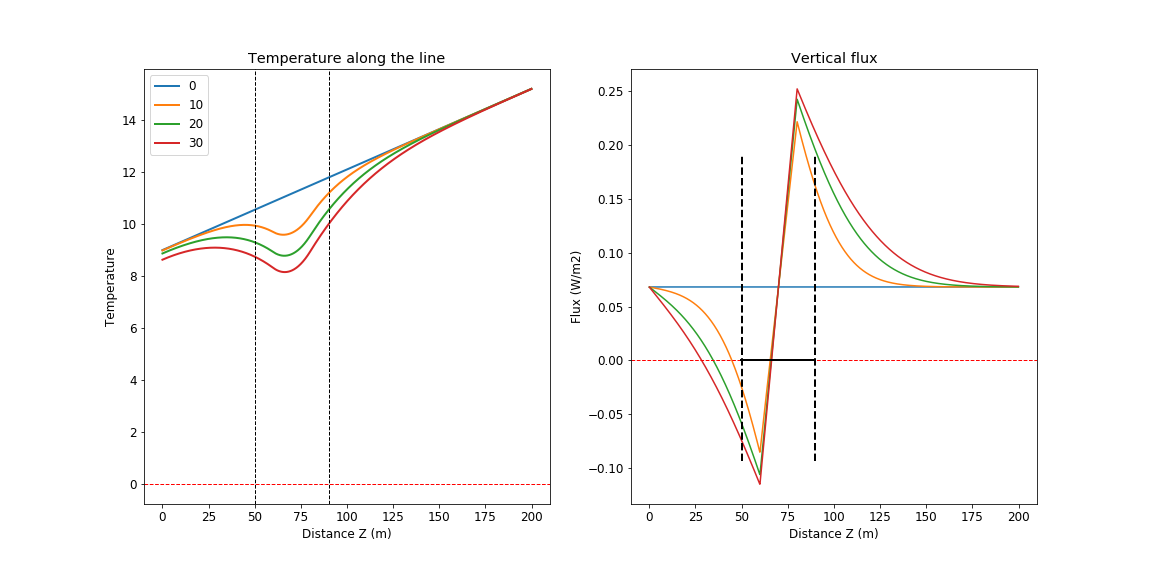 Temperature along the line
0
10
20
30
14
12
10
8
6
4
2
0
Temperature
0 25 50 75 100 125 150 175 200
Distance Z (m)
Vertical flux
0.25
0.20
0.15
0.10
0.05
0.00
−0.05
−0.10
Flux (W/m2)
0 25 50 75 100 125 150 175 200
Distance Z (m)